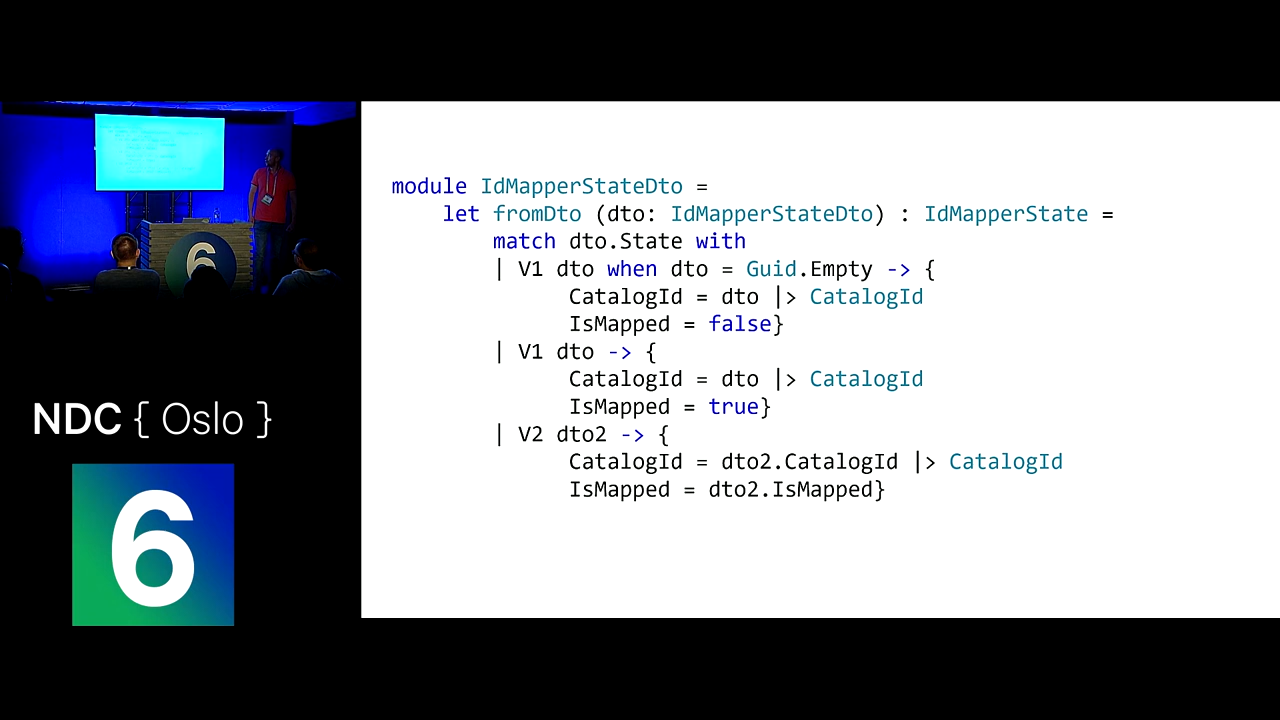 module IdMapperStateDto =
let fromDto (dto: IdMapperStateDto) : IdMapperState =
match dto.State with
| V1 dto when dto = Guid.Empty -> {
CatalogId = dto |> CatalogId
IsMapped = false}
| V1 dto -> {
CatalogId = dto |> CatalogId
IsMapped = true}
| V2 dto2 -> {
CatalogId = dto2.CatalogId |> CatalogId
IsMapped = dto2.IsMapped}
6
NDC { Oslo }
6